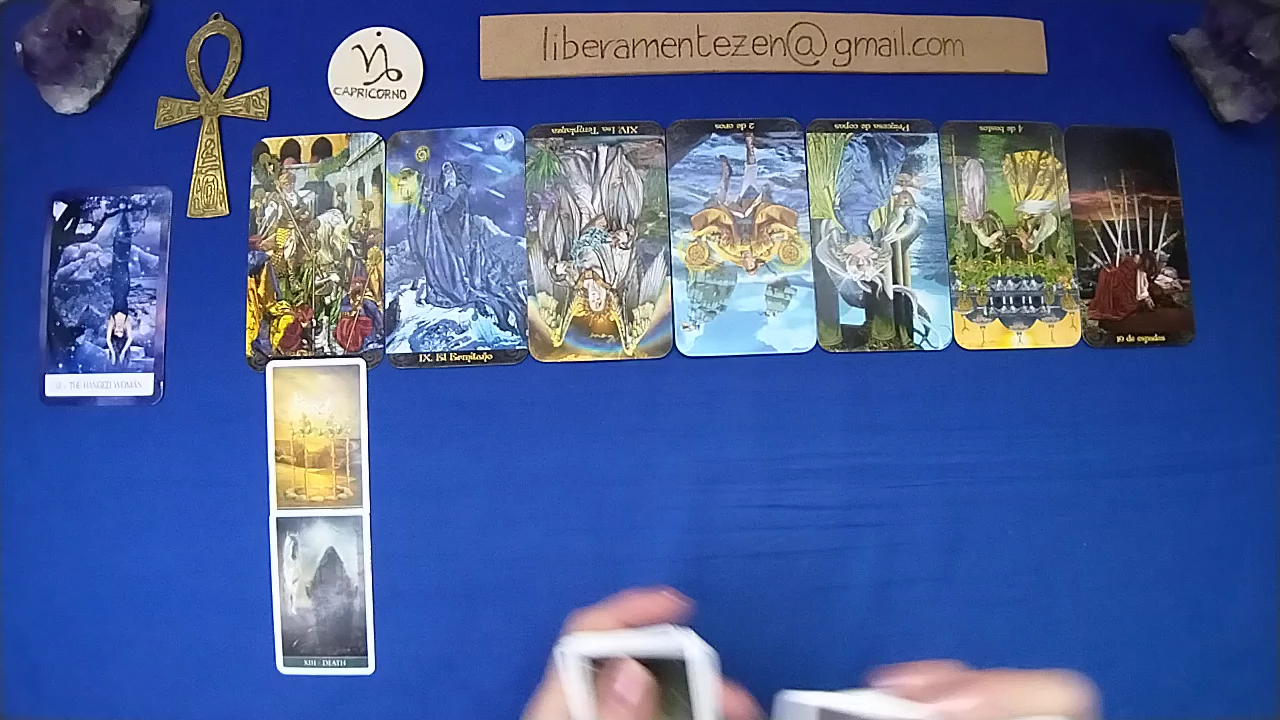 liberamentezen@gmail.com
CAPRICORNO
XIV. La Templanza
2 de oros
Princesa de copas
4 de bastos
10 de espadas
IX. El Ermitaño
THE HANGED WOMAN
XIII - DEATH